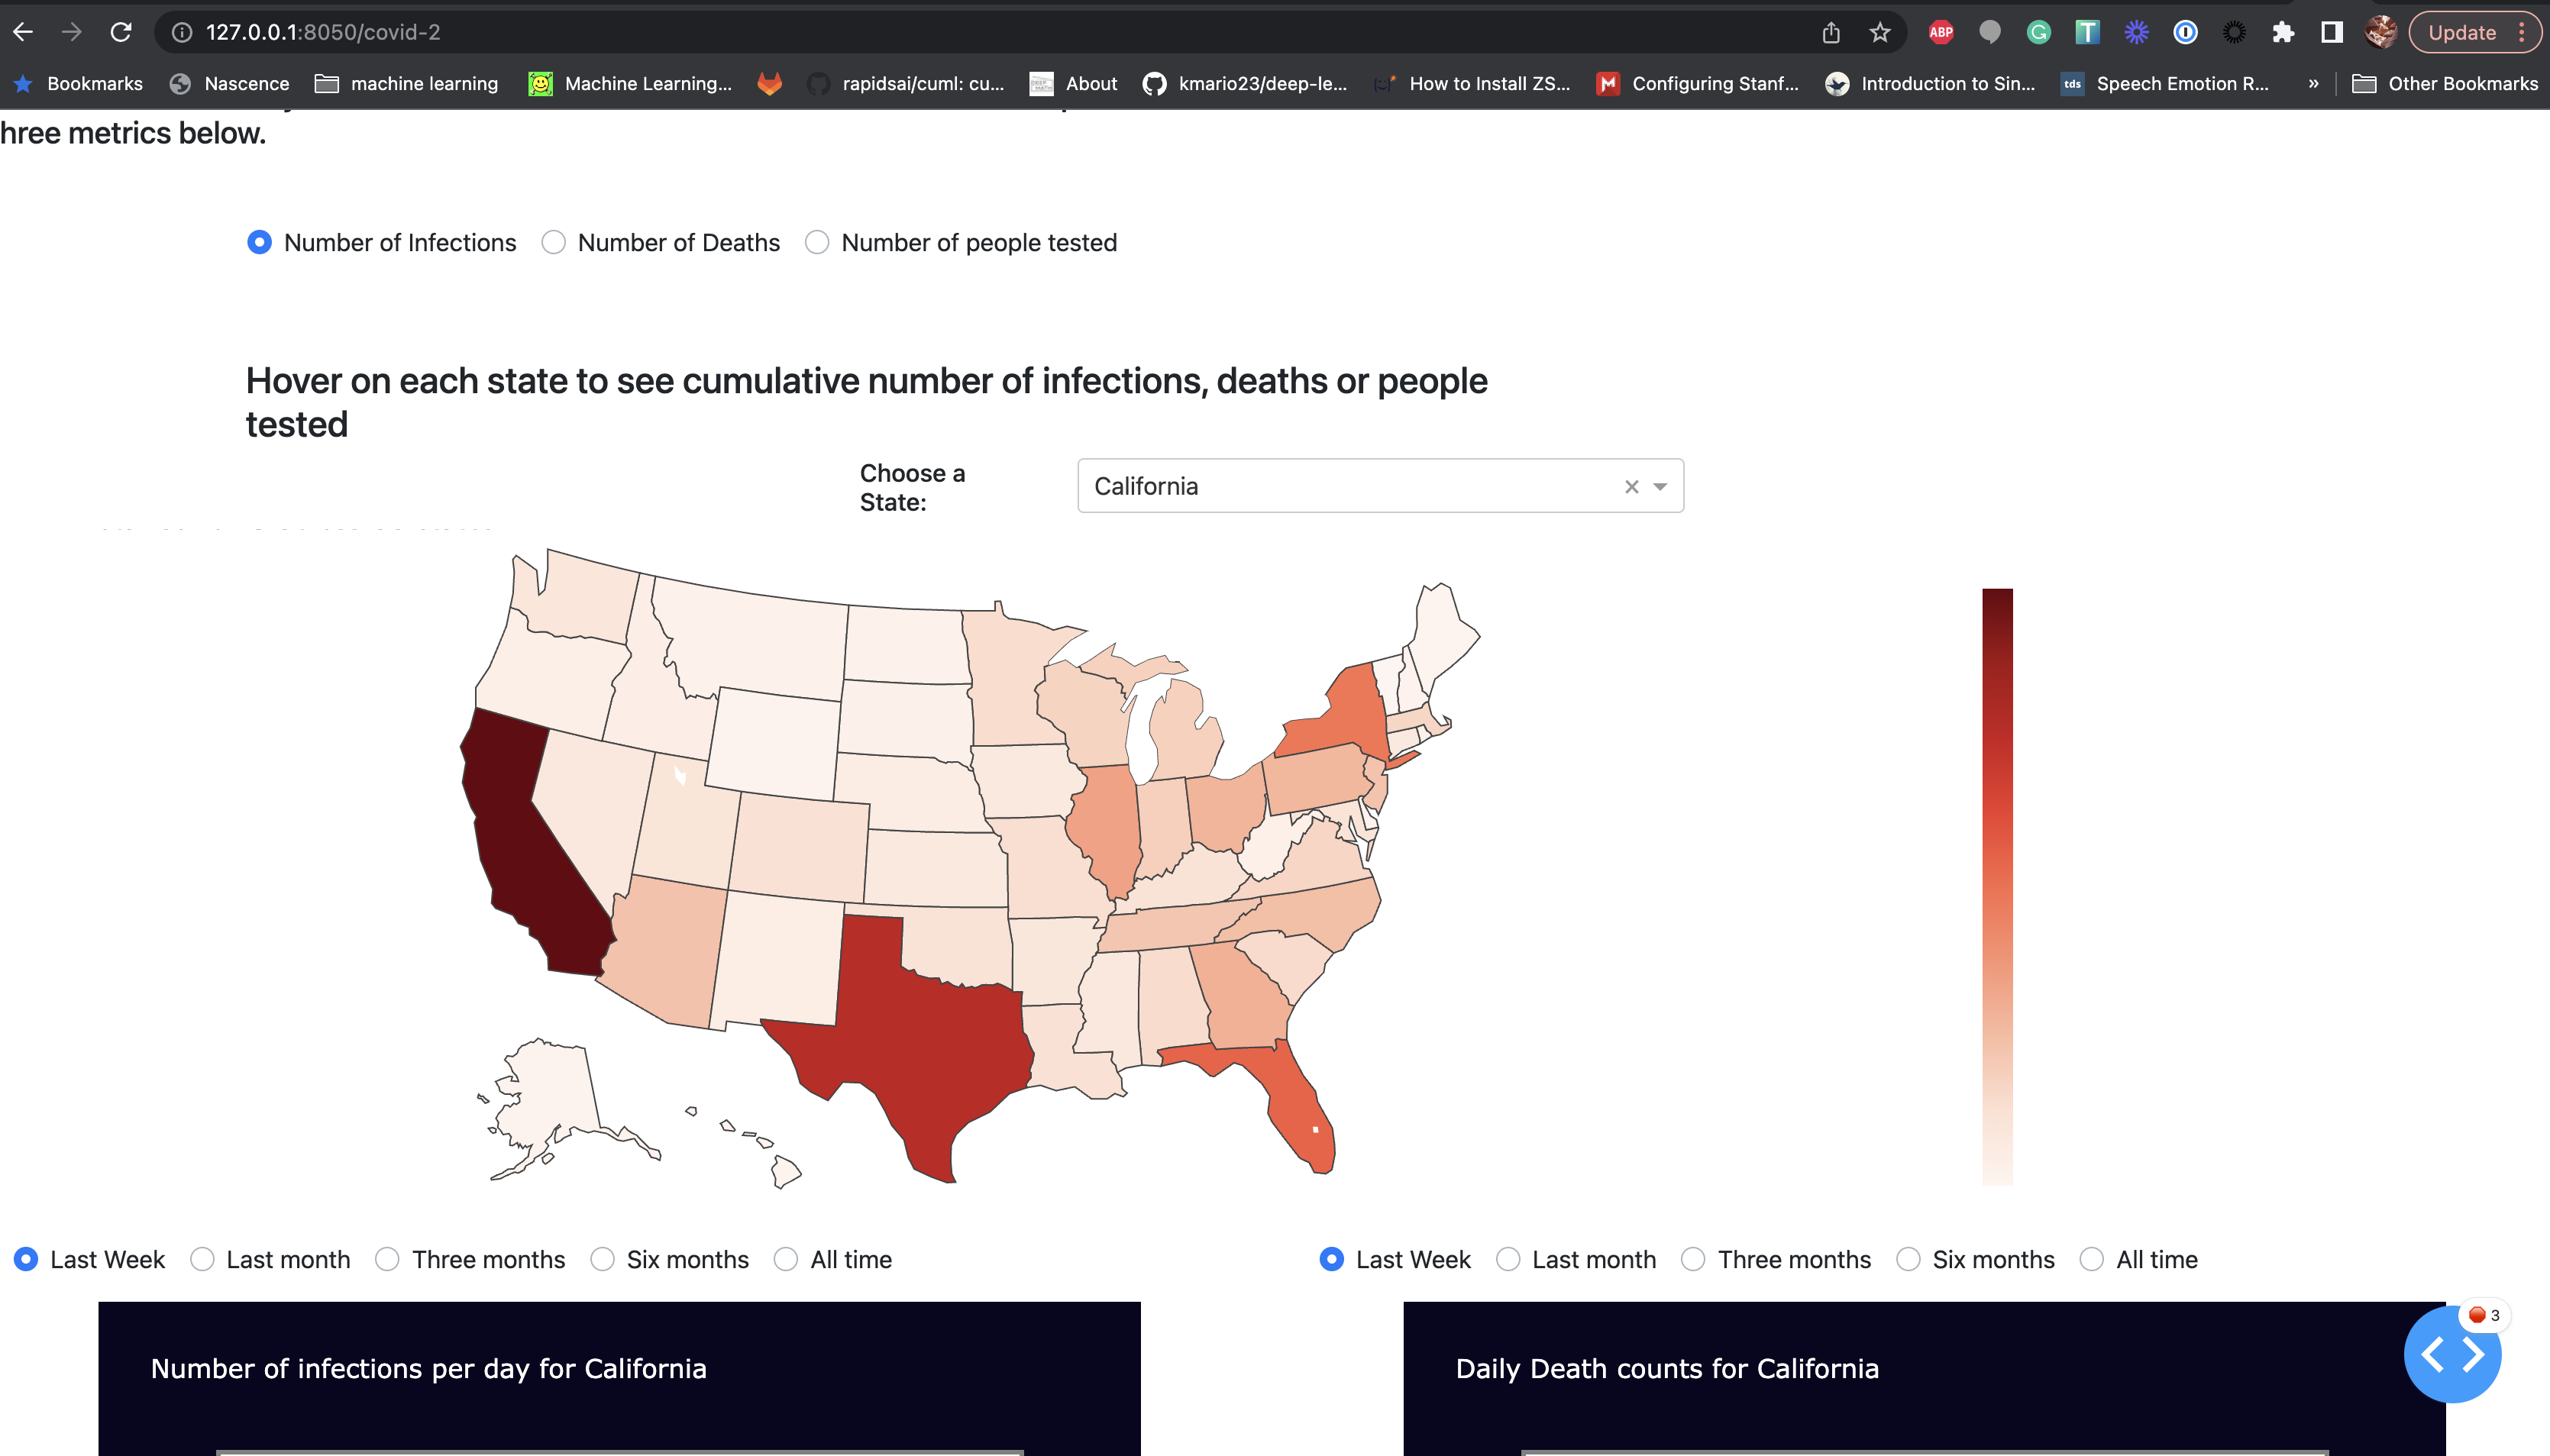 127.0.0.1:8050/covid-2
ABP
Update
Bookmarks
Nascence
machine learning
Machine Learning...
rapidsai/cuml: cu...
About
kmario23/deep-le...
How to Install ZS...
Configuring Stanf...
tds
Introduction to Sin...
Speech Emotion R...
»
Other Bookmarks
hree metrics below.
Number of Infections
Number of Deaths
Number of people tested
Hover on each state to see cumulative number of infections, deaths or people
tested
Choose a
State:
California
Last Week
Last month
Three months
Six months
All time
Last Week
Last month
Three months
Six months
All time
3
Number of infections per day for California
Daily Death counts for California